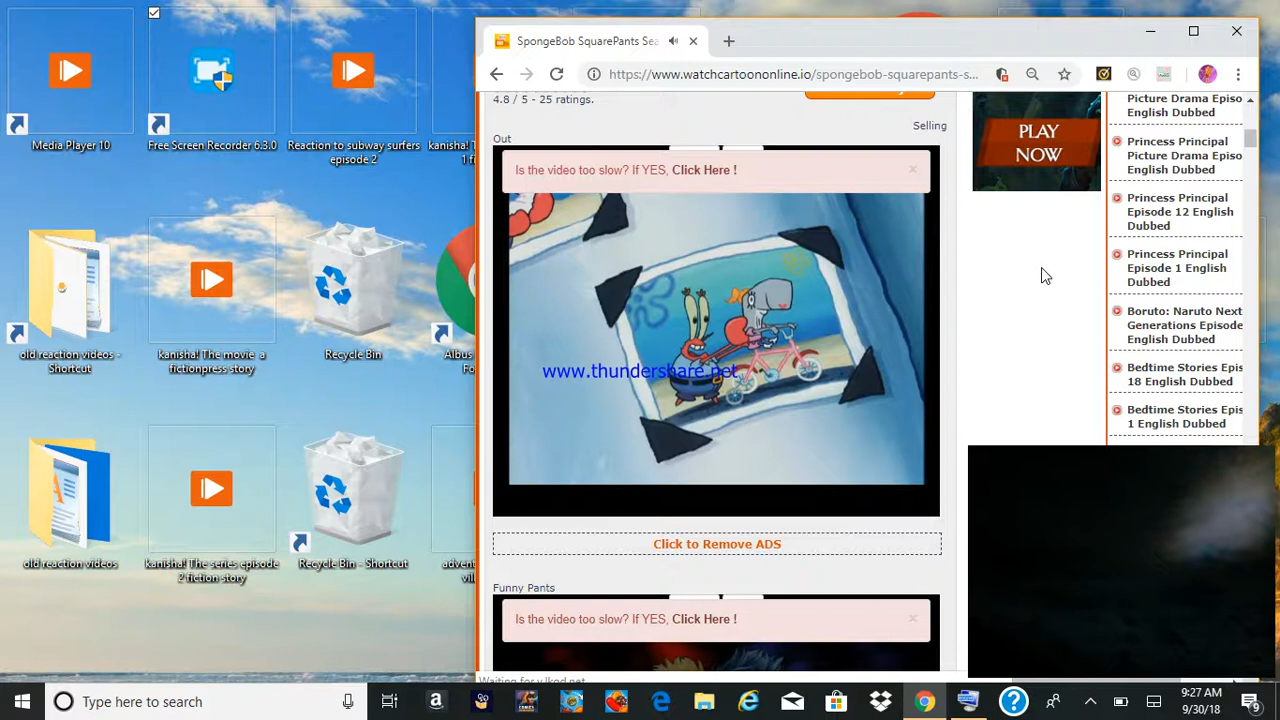 Media Player 10
Free Screen Recorder 6.3.0
Reaction to subway surfers
episode 2
kanisha!
old reaction videos -
Shortcut
kanisha! The movie a
fictionpress story
Recycle Bin
old reaction videos
kanisha! The series episode
2 fiction story
Recycle Bin - Shortcut
SpongeBob SquarePants Sea
https://www.watchcartoononline.io/spongebob-squarepants-s...
4.8 / 5 - 25 ratings.
Selling
Out
Is the video too slow? If YES, Click Here !
www.thundershare.net
Click to Remove ADS
Funny Pants
Is the video too slow? If YES, Click Here !
PLAY
NOW
Picture Drama Episo
English Dubbed
Princess Principal
Picture Drama Episo
English Dubbed
Princess Principal
Episode 12 English
Dubbed
Princess Principal
Episode 1 English
Dubbed
Boruto: Naruto Next
Generations Episode
English Dubbed
Bedtime Stories Epis
18 English Dubbed
Bedtime Stories Epis
1 English Dubbed
Type here to search
9:27 AM
9/30/18
9